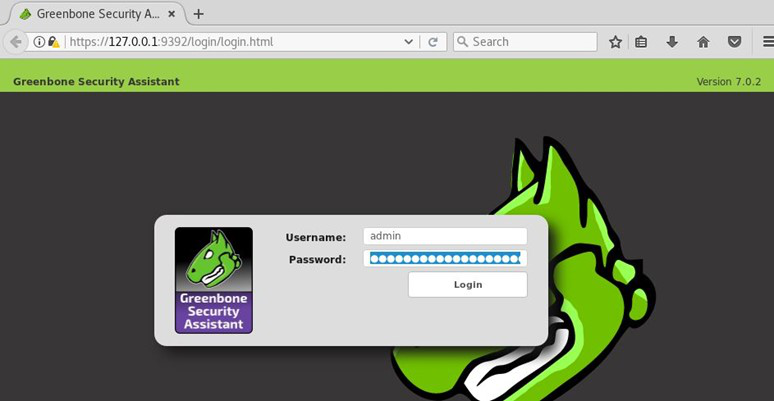 Greenbone Security A...
https://127.0.0.1:9392/login/login.html
Search
Greenbone Security Assistant
Version 7.0.2
Username:
admin
Password:
Login
Greenbone
Security
Assistant